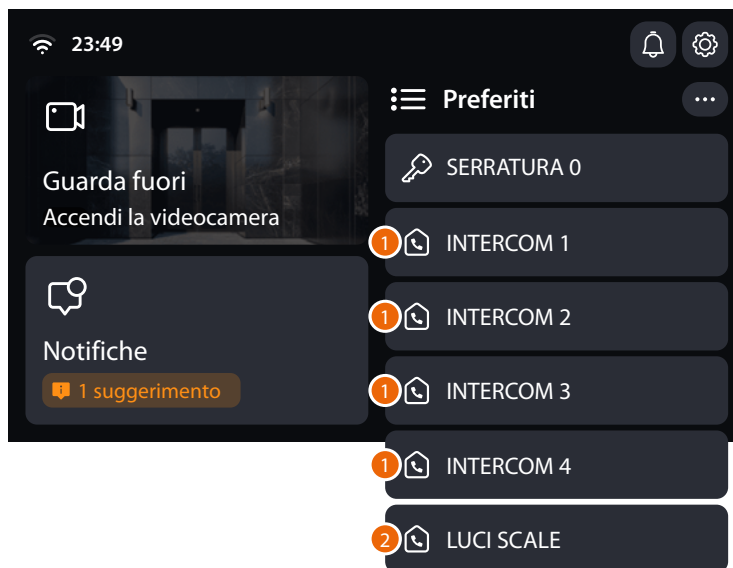 23:49
Guarda fuori
Accendi la videocamera
Notifiche
1 suggerimento
Preferiti
SERRATURA 0
1 INTERCOM 1
1 INTERCOM 2
1 INTERCOM 3
1 INTERCOM 4
2 LUCI SCALE